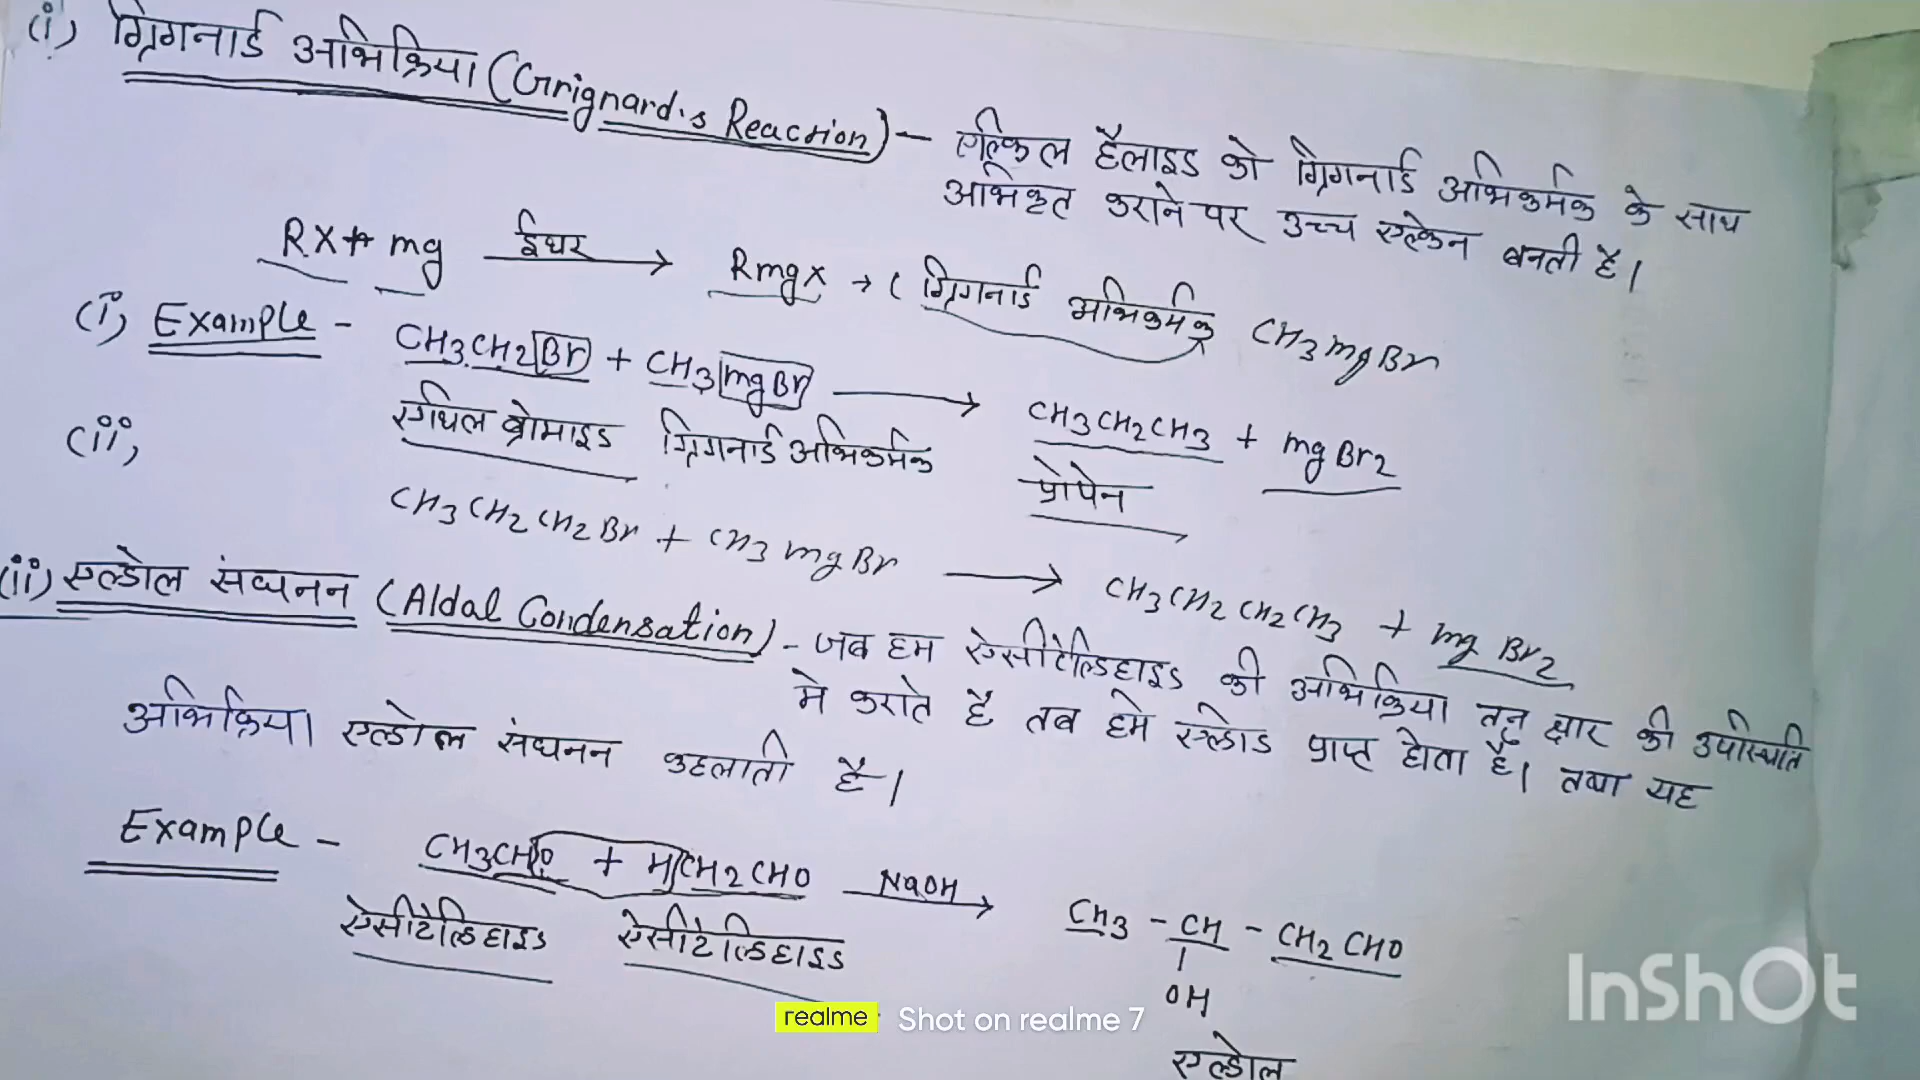 (i) ग्रिगनार्ड अभिक्रिया (Grignard's Reaction) - एल्किल हैलाइड को ग्रिगनार्ड अभिकर्मक के साथ
अभिकृत कराने पर उच्च एल्केन बनती है।
RX + mg ईथर → RmgX → ( ग्रिगनार्ड अभिकर्मक CH3mgBr
(i) Example - CH3CH2Br + CH3mgBr → CH3CH2CH3 + mgBr2
एथिल ब्रोमाइड ग्रिगनार्ड अभिकर्मक प्रोपेन
(ii) CH3CH2CH2Br + CH3mgBr → CH3CH2CH2CH3 + mgBr2
(ii) एल्डोल संघनन (Aldal Condensation) - जब हम ऐसीटैल्डिहाइड की अभिक्रिया तनु क्षार की उपस्थिति
मे कराते है तब हमे एल्डोड प्राप्त होता है। तथा यह
अभिक्रिया एल्डोल संघनन कहलाती है।
Example - CH3CHO + HCH2CHO NaOH → CH3 - CH - CH2CHO
ऐसीटैल्डिहाइड ऐसीटैल्डिहाइड
OH
एल्डोल
realme Shot on realme 7
InShOt